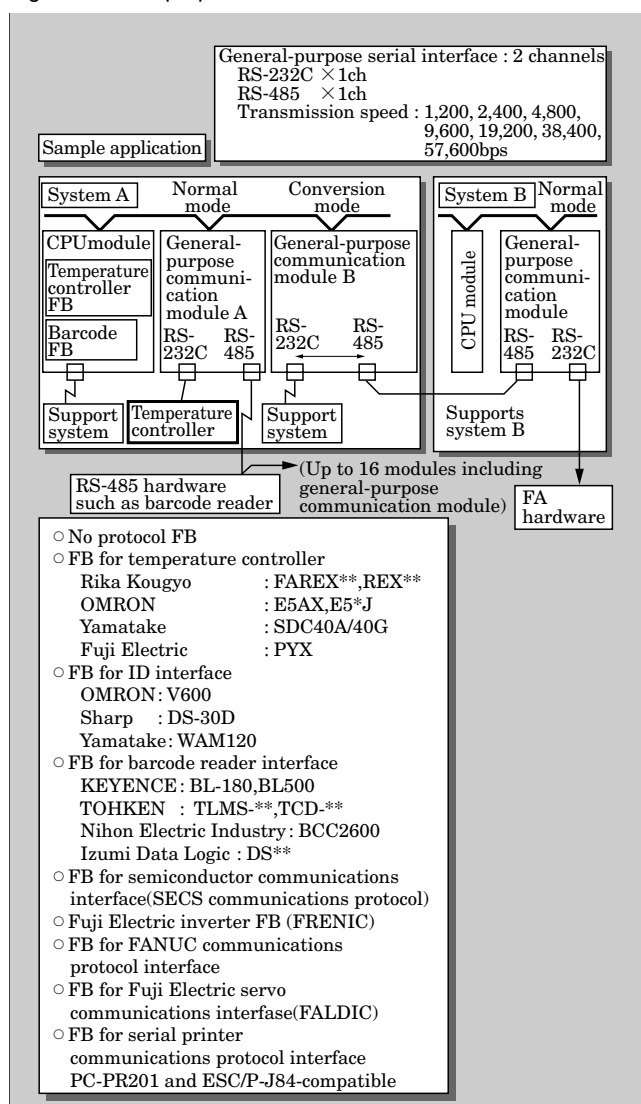 General-purpose serial interface : 2 channels
RS-232C ×1ch
RS-485 ×1ch
Transmission speed : 1,200, 2,400, 4,800,
9,600, 19,200, 38,400,
57,600bps
Sample application
System A
Normal
mode
Conversion
mode
CPUmodule
Temperature
controller
FB
Barcode
FB
General-
purpose
communi-
cation
module A
RS-
232C
RS-
485
General-purpose
communication
module B
RS-
232C
RS-
485
Support
system
Temperature
controller
Support
system
System B
Normal
mode
CPU module
General-
purpose
communi-
cation
module
RS-
485
RS-
232C
Supports
system B
RS-485 hardware
such as barcode reader
(Up to 16 modules including
general-purpose
communication module)
FA
hardware
○ No protocol FB
○ FB for temperature controller
Rika Kougyo : FAREX**,REX**
OMRON : E5AX,E5*J
Yamatake : SDC40A/40G
Fuji Electric : PYX
○ FB for ID interface
OMRON : V600
Sharp : DS-30D
Yamatake : WAM120
○ FB for barcode reader interface
KEYENCE : BL-180,BL500
TOHKEN : TLMS-**,TCD-**
Nihon Electric Industry : BCC2600
Izumi Data Logic : DS**
○ FB for semiconductor communications
interface(SECS communications protocol)
○ Fuji Electric inverter FB (FRENIC)
○ FB for FANUC communications
protocol interface
○ FB for Fuji Electric servo
communications interfase(FALDIC)
○ FB for serial printer
communications protocol interface
PC-PR201 and ESC/P-J84-compatible